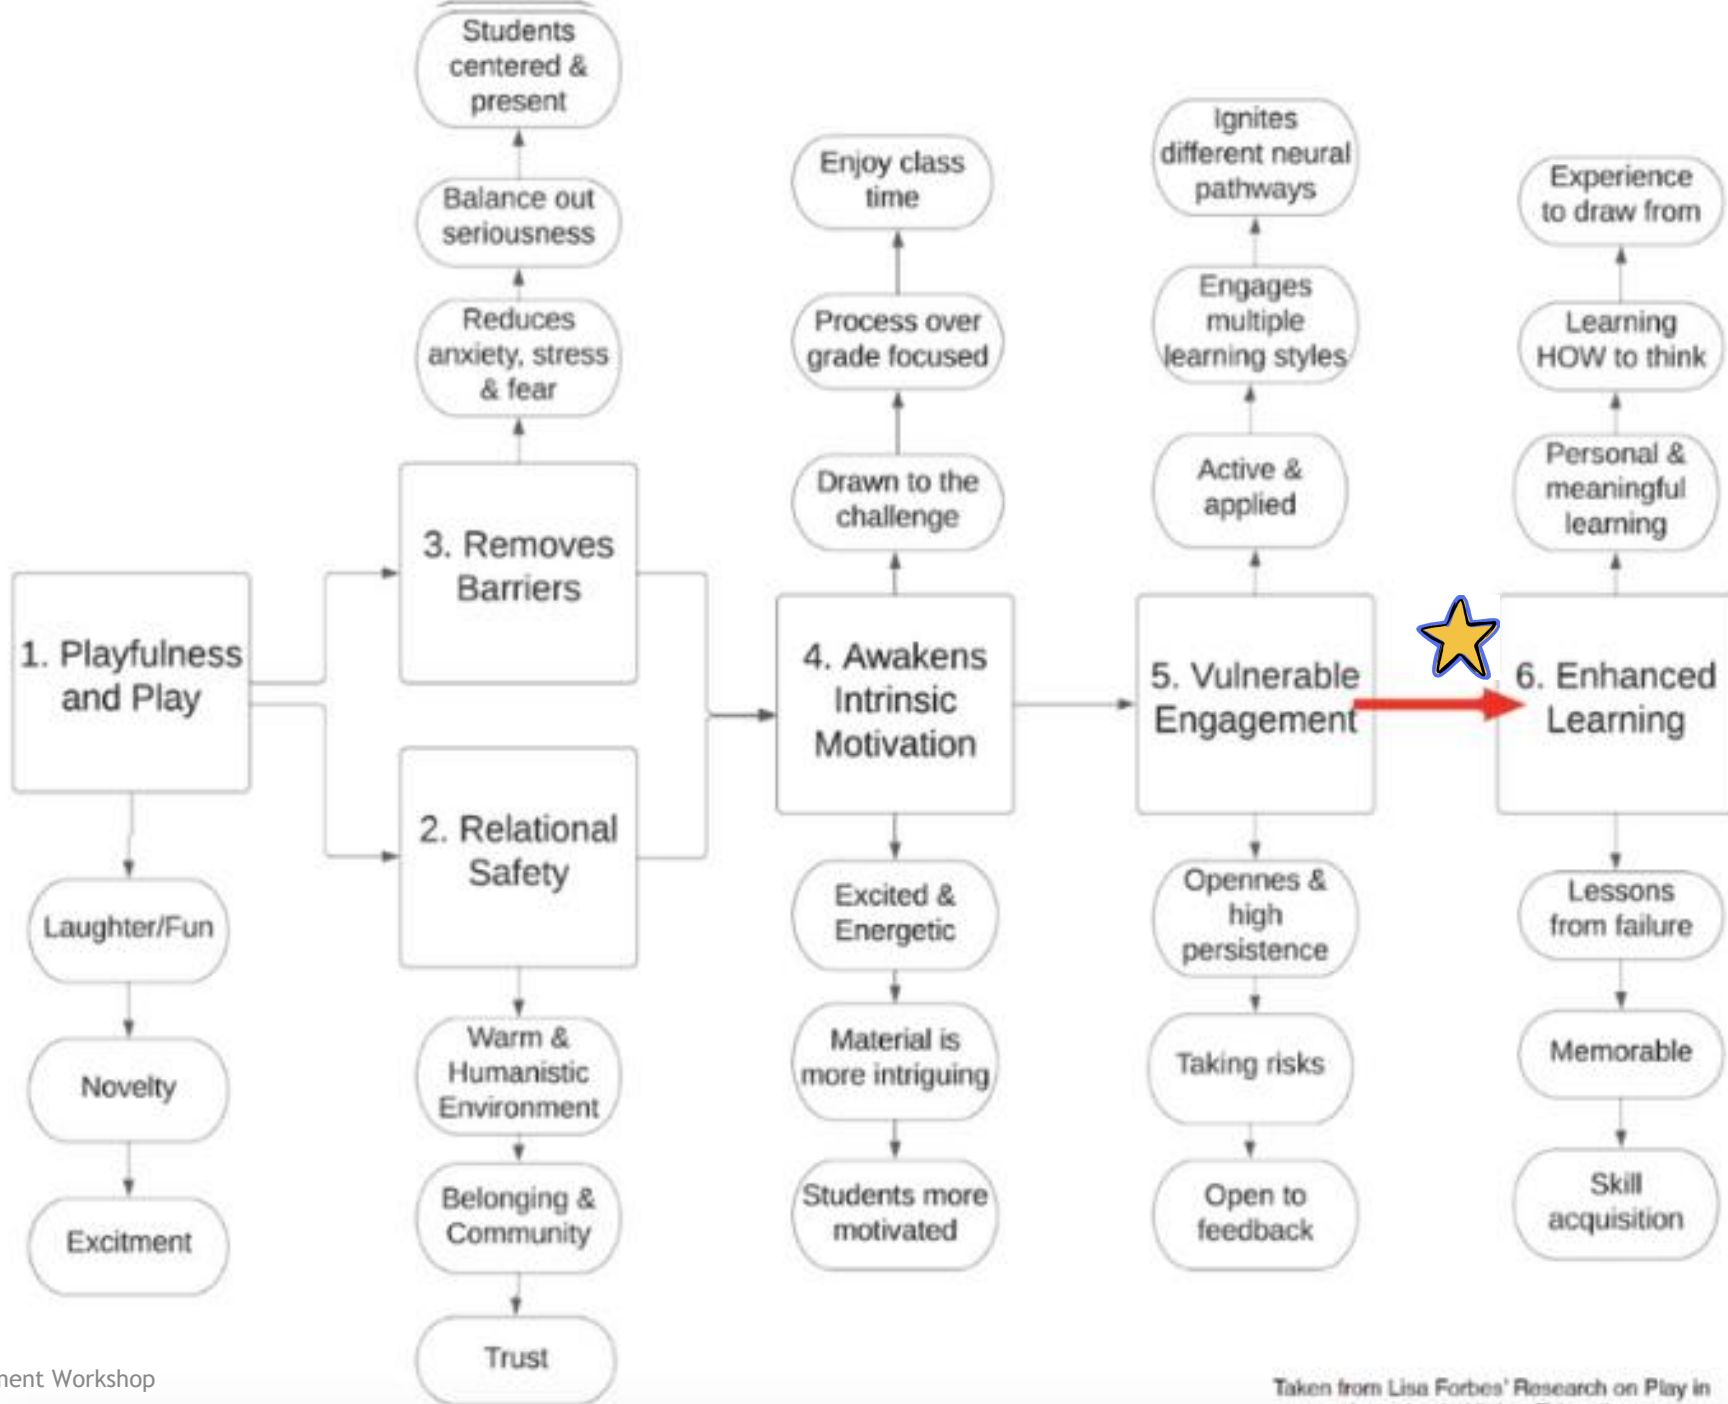 Students
centered &
present
Balance out
seriousness
Reduces
anxiety, stress
& fear
3. Removes
Barriers
1. Playfulness
and Play
2. Relational
Safety
Laughter/Fun
Novelty
Excitment
Warm &
Humanistic
Environment
Belonging &
Community
Trust
Enjoy class
time
Process over
grade focused
Drawn to the
challenge
4. Awakens
Intrinsic
Motivation
Excited &
Energetic
Material is
more intriguing
Students more
motivated
Ignites
different neural
pathways
Engages
multiple
learning styles
Active &
applied
5. Vulnerable
Engagement
Opennes &
high
persistence
Taking risks
Open to
feedback
Experience
to draw from
Learning
HOW to think
Personal &
meaningful
learning
6. Enhanced
Learning
Lessons
from failure
Memorable
Skill
acquisition
ment Workshop
Taken from Lisa Forbes' Research on Play in